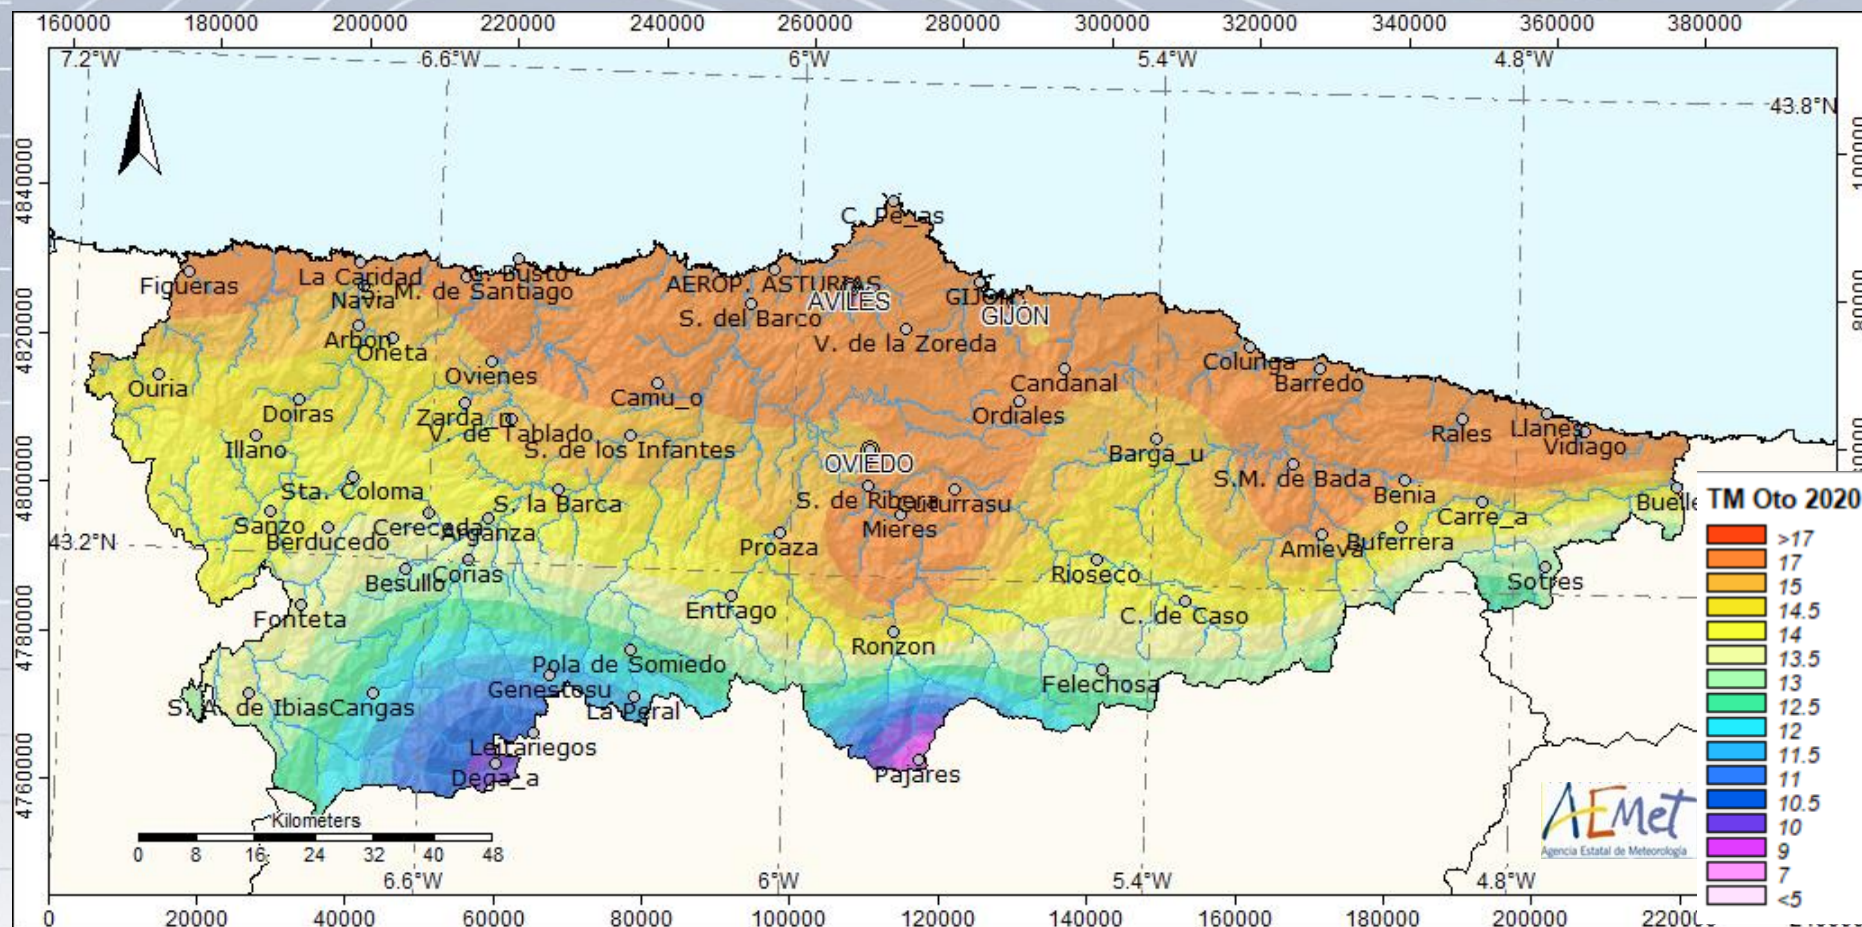 160000 180000 200000 220000 240000 260000 280000 300000 320000 340000 360000 380000
7.2°W 6.6°W 6°W 5.4°W 4.8°W
43.8°N
4840000
4820000
4800000
4780000
4760000
C. Pe_as
Figueras
La Caridad
C. Busto
S. M. de Santiago
Navia
AEROP. ASTURIAS
AVILÉS
GIJON
GIJÓN
S. del Barco
V. de la Zoreda
Arbon
Oneta
Colunga
Ouria
Ovienes
Candanal
Barredo
Doiras
Camu_o
Ordiales
Zarda
V. de Tablado
Rales
Llanes
Vidiago
Illano
S. de los Infantes
Barga_u
OVIEDO
S.M. de Bada
Sta. Coloma
S. la Barca
S. de Ribera
Cuturrasu
Benia
Buelle
Sanzo
Cereceda
Arganza
Mieres
Carre_a
Berducedo
Proaza
Amieva
Buferrera
43.2°N
Besullo
Corias
Rioseco
Sotres
Fonteta
Entrago
C. de Caso
Ronzon
Pola de Somiedo
Genestosu
Felechosa
S. A. de Ibias
Cangas
La Peral
Leitariegos
Dega_a
Pajares
TM Oto 2020
>17
17
15
14.5
14
13.5
13
12.5
12
11.5
11
10.5
10
9
7
<5
AEMet
Agencia Estatal de Meteorología
Kilometers
0 8 16 24 32 40 48
6.6°W 6°W 5.4°W 4.8°W
0 20000 40000 60000 80000 100000 120000 140000 160000 180000 200000